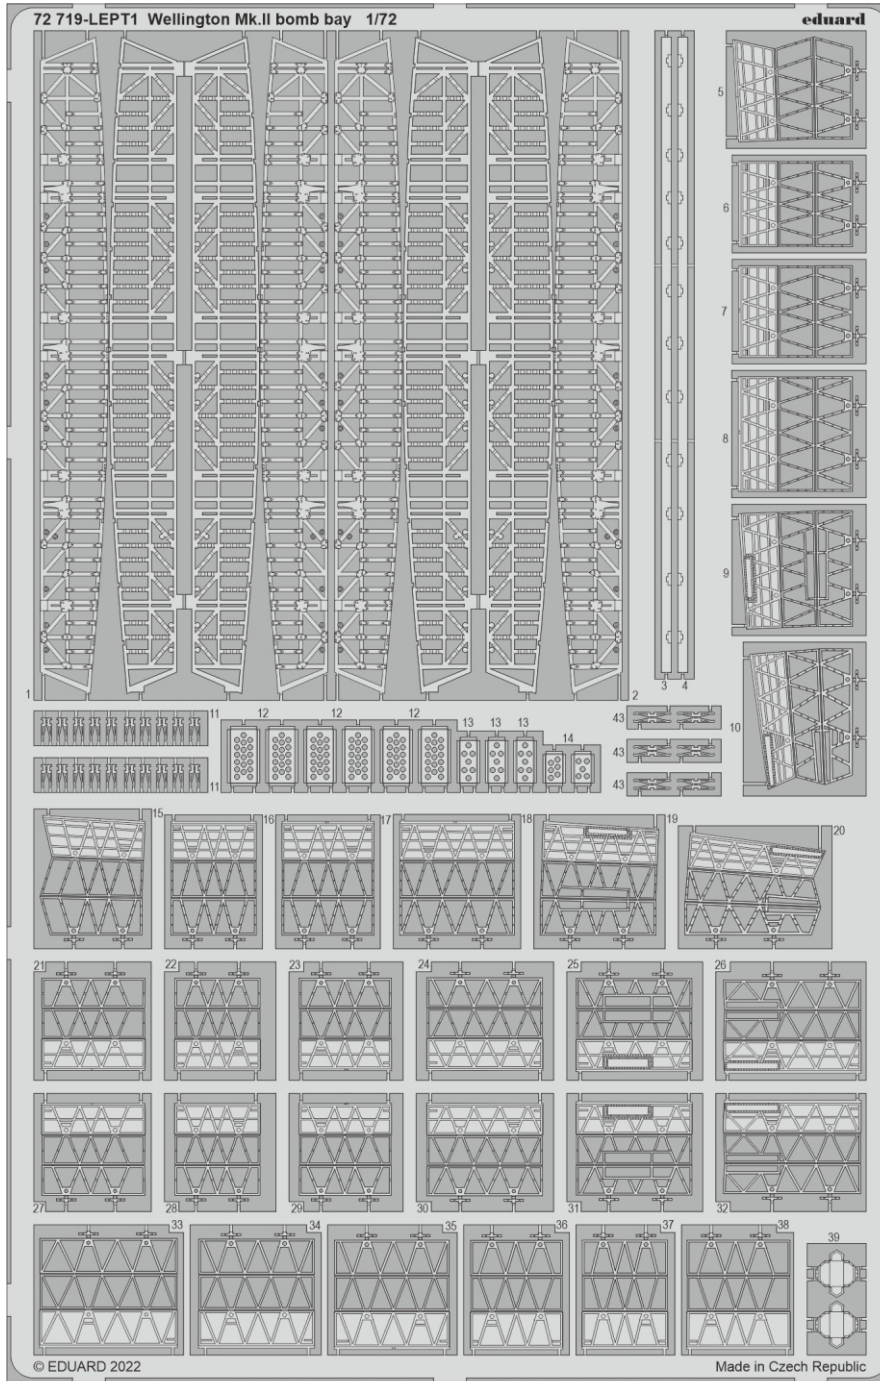 72 719-LEPT1 Wellington Mk.II bomb bay 1/72
eduard
5
6
7
8
9
10
1
2
3 4
11
11
12 12 12
13 13 13
14
43
43
43
15 16 17 18 19 20
21 22 23 24 25 26
27 28 29 30 31 32
33 34 35 36 37 38
39
© EDUARD 2022
Made in Czech Republic